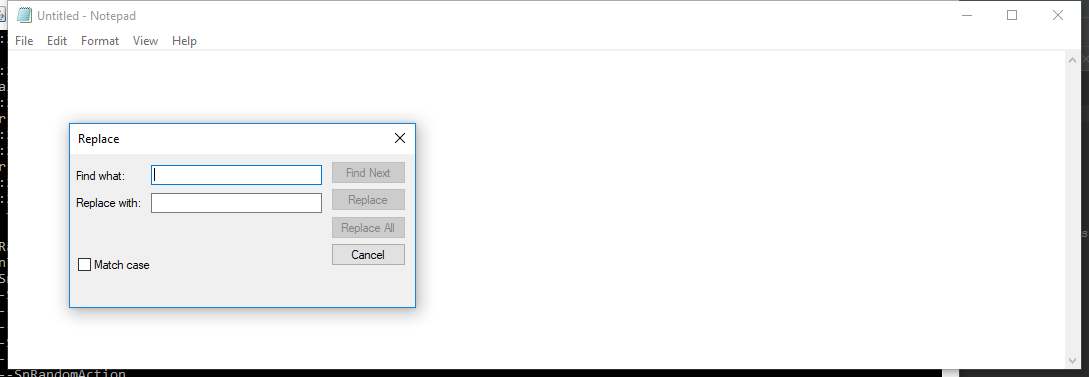 Untitled - Notepad
File Edit Format View Help
Replace
Find what:
Find Next
Replace with:
Replace
Replace All
Cancel
Match case
--SnRandomAction